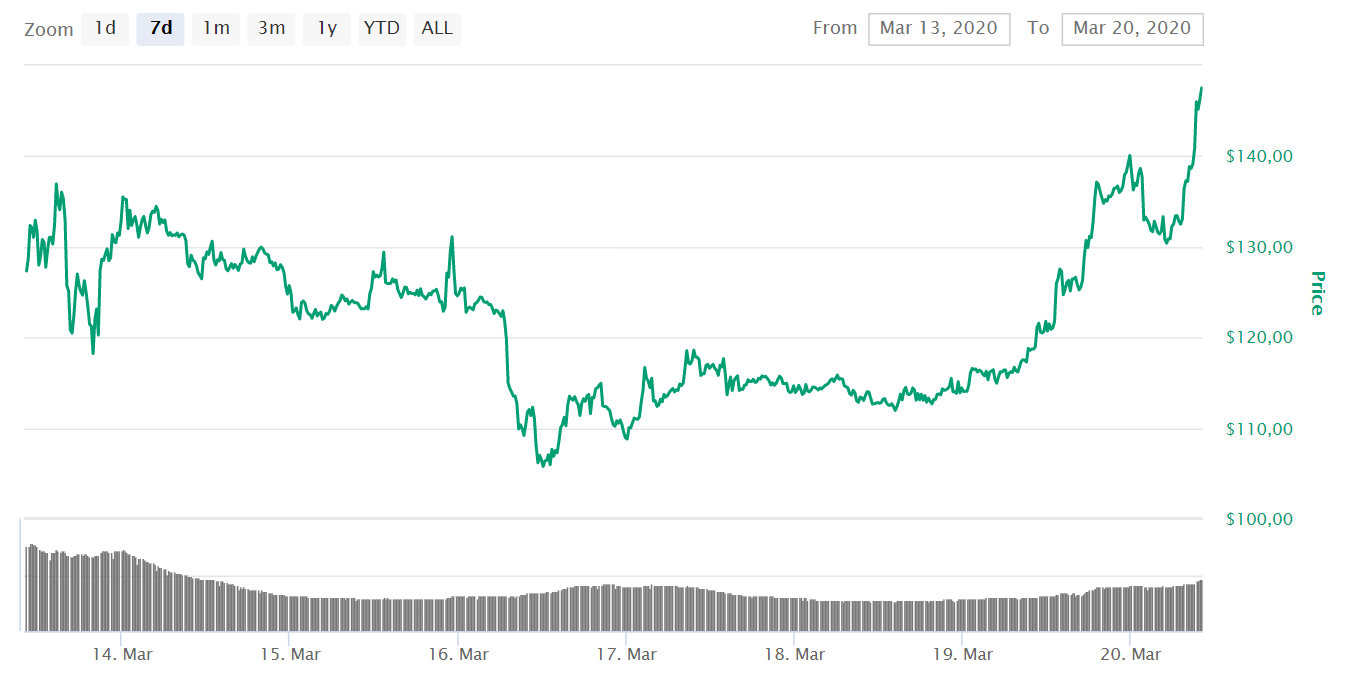 Zoom 1d 7d 1m 3m 1y YTD ALL From Mar 13, 2020 To Mar 20, 2020
$140,00
$130,00
Price
$120,00
$110,00
$100,00
14. Mar 15. Mar 16. Mar 17. Mar 18. Mar 19. Mar 20. Mar